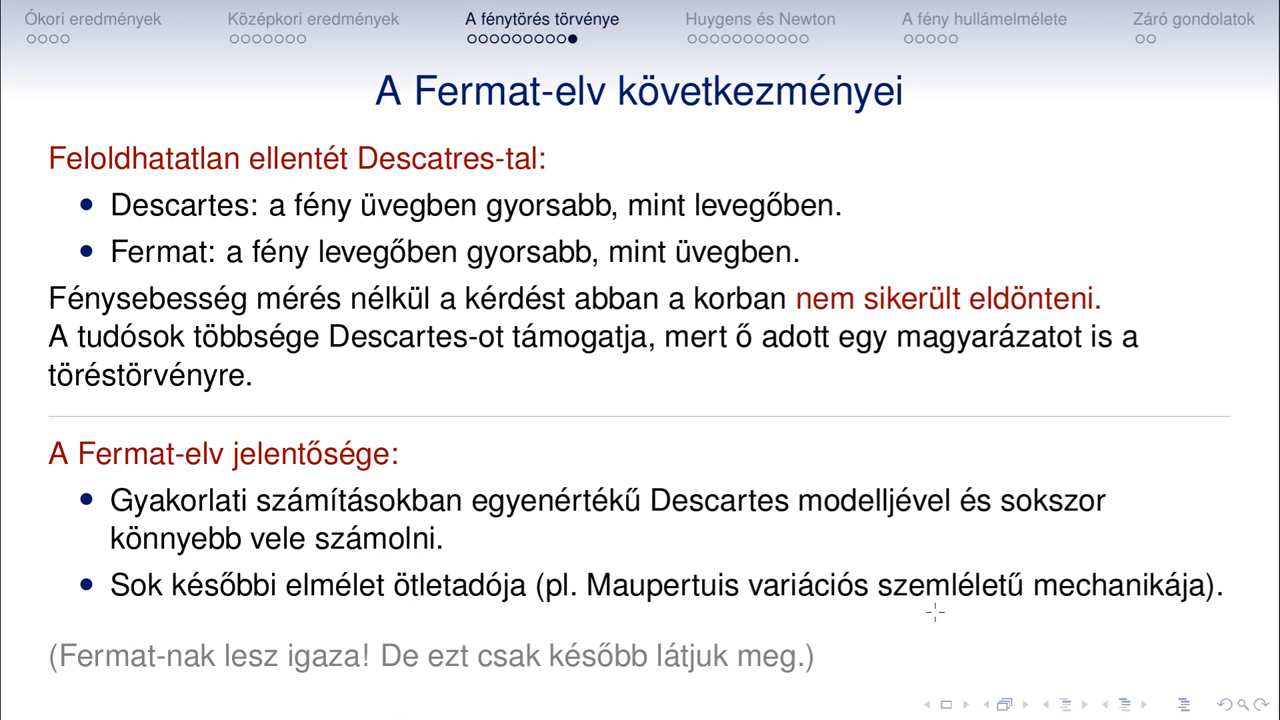 Ókori eredmények Középkori eredmények A fénytörés törvénye Huygens és Newton A fény hullámelmélete Záró gondolatok
A Fermat-elv következményei
Feloldhatatlan ellentét Descatres-tal:
Descartes: a fény üvegben gyorsabb, mint levegőben.
Fermat: a fény levegőben gyorsabb, mint üvegben.
Fénysebesség mérés nélkül a kérdést abban a korban nem sikerült eldönteni.
A tudósok többsége Descartes-ot támogatja, mert ő adott egy magyarázatot is a
töréstörvényre.
A Fermat-elv jelentősége:
Gyakorlati számításokban egyenértékű Descartes modelljével és sokszor
könnyebb vele számolni.
Sok későbbi elmélet ötletadója (pl. Maupertuis variációs szemléletű mechanikája).
(Fermat-nak lesz igaza! De ezt csak később látjuk meg.)